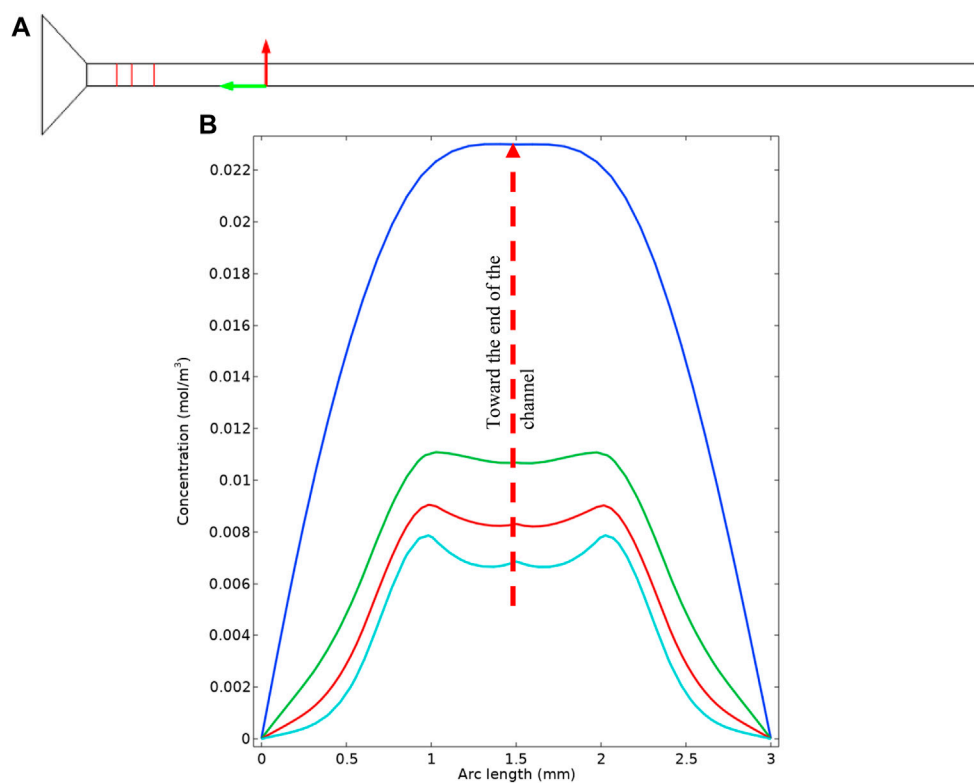 A
B
0.022
0.02
0.018
0.016
0.014
0.012
0.01
0.008
0.006
0.004
0.002
0
Concentration (mol/m³)
Toward the end of the
channel
0 0.5 1 1.5 2 2.5 3
Arc length (mm)